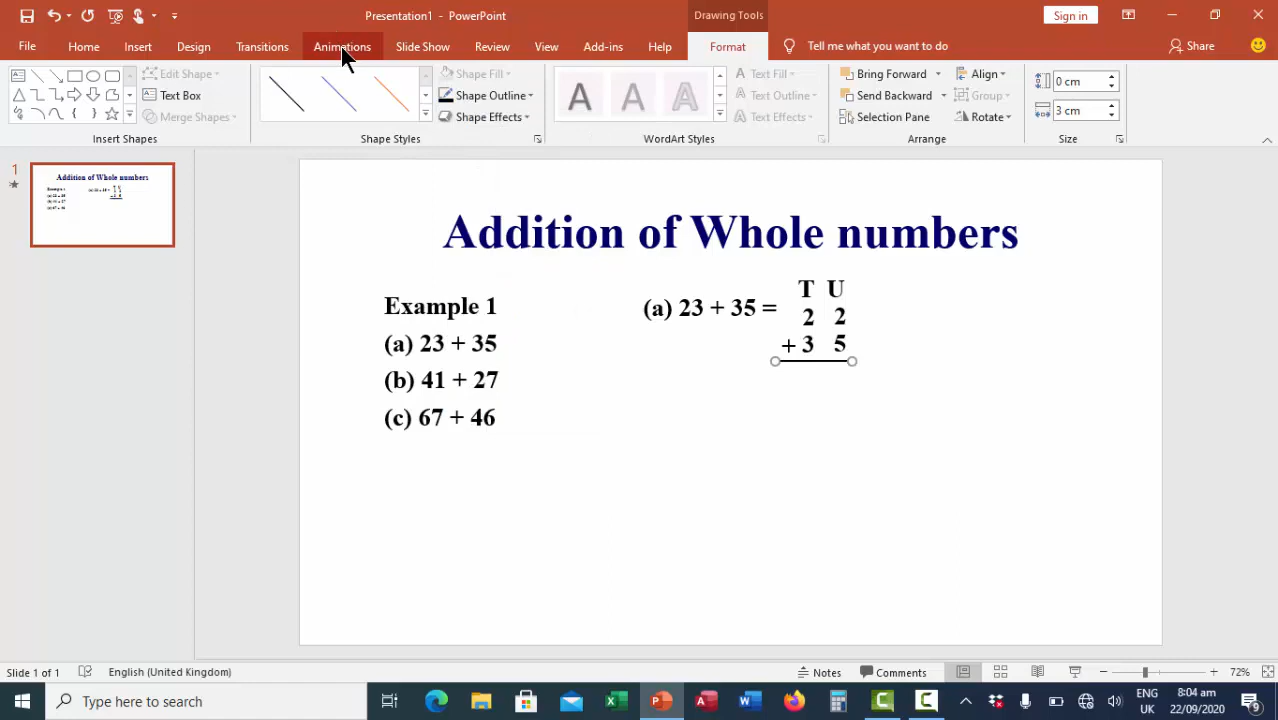 Presentation1 - PowerPoint
Drawing Tools
Sign in
File
Home
Insert
Design
Transitions
Animations
Slide Show
Review
View
Add-ins
Help
Format
Tell me what you want to do
Share
Edit Shape
Text Box
Merge Shapes
Insert Shapes
Shape Fill
Shape Outline
Shape Effects
Shape Styles
A A A
Text Fill
Text Outline
Text Effects
WordArt Styles
Bring Forward
Send Backward
Selection Pane
Align
Group
Rotate
Arrange
0 cm
3 cm
Size
1
Addition of Whole numbers
Example 1
(a) 23 + 35
(b) 41 + 27
(c) 67 + 46
(a) 23 + 35 =
T U
2 2
+ 3 5
Slide 1 of 1
English (United Kingdom)
Notes
Comments
72%
Type here to search
ENG
UK
8:04 am
22/09/2020
9